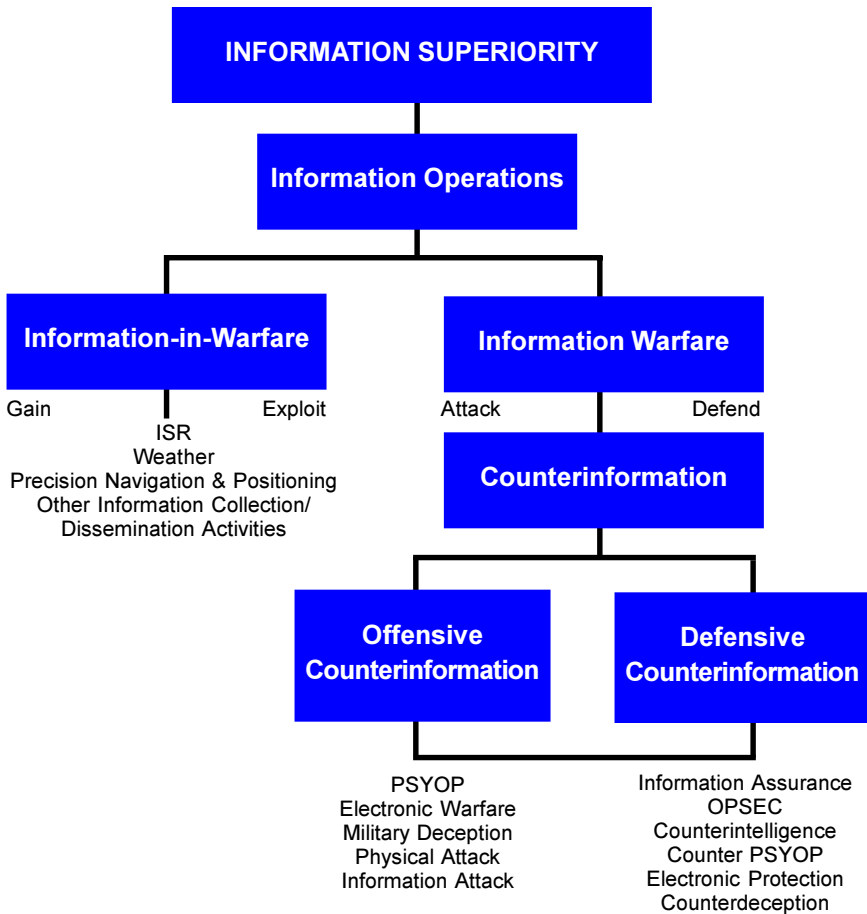 INFORMATION SUPERIORITY
Information Operations
Information-in-Warfare
Information Warfare
Gain
Exploit
Attack
Defend
ISR
Weather
Precision Navigation & Positioning
Other Information Collection/
Dissemination Activities
Counterinformation
Offensive
Counterinformation
Defensive
Counterinformation
PSYOP
Electronic Warfare
Military Deception
Physical Attack
Information Attack
Information Assurance
OPSEC
Counterintelligence
Counter PSYOP
Electronic Protection
Counterdeception